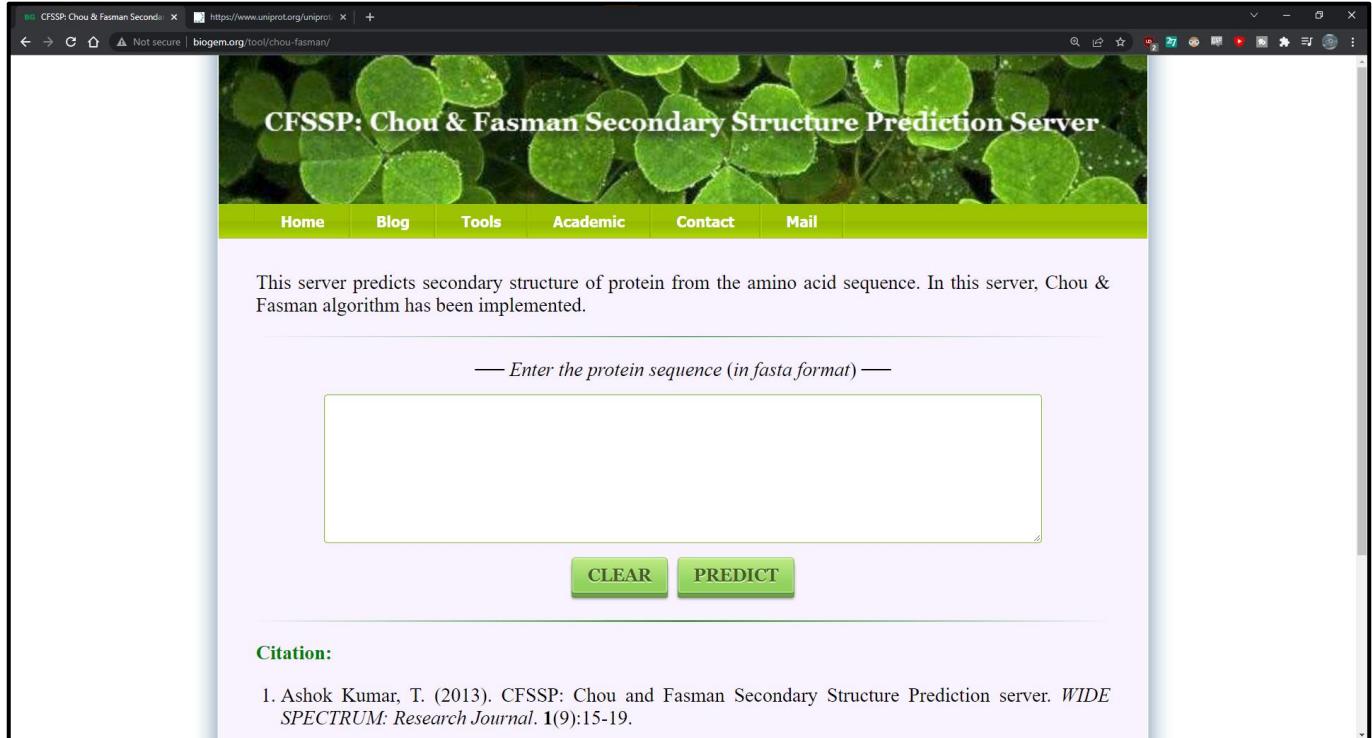 BG CFSSP: Chou & Fasman Seconda
https://www.uniprot.org/uniprot
Not secure | biogem.org/tool/chou-fasman/
CFSSP: Chou & Fasman Secondary Structure Prediction Server
Home Blog Tools Academic Contact Mail
This server predicts secondary structure of protein from the amino acid sequence. In this server, Chou &
Fasman algorithm has been implemented.
Enter the protein sequence (in fasta format)
CLEAR PREDICT
Citation:
1. Ashok Kumar, T. (2013). CFSSP: Chou and Fasman Secondary Structure Prediction server. WIDE
SPECTRUM: Research Journal. 1(9):15-19.